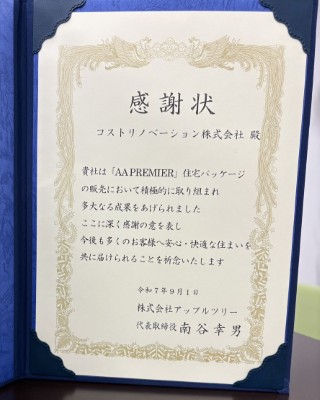 感謝状
コストリノベーション株式会社 殿
貴社は「AA PREMIER」住宅パッケージ
の販売において積極的に取り組まれ
多大なる成果をあげられました
ここに深く感謝の意を表し
今後も多くのお客様へ安心・快適な住まいを
共に届けられることを祈念いたします
令和7年9月1日
株式会社アップルツリー
代表取締役 南谷幸男